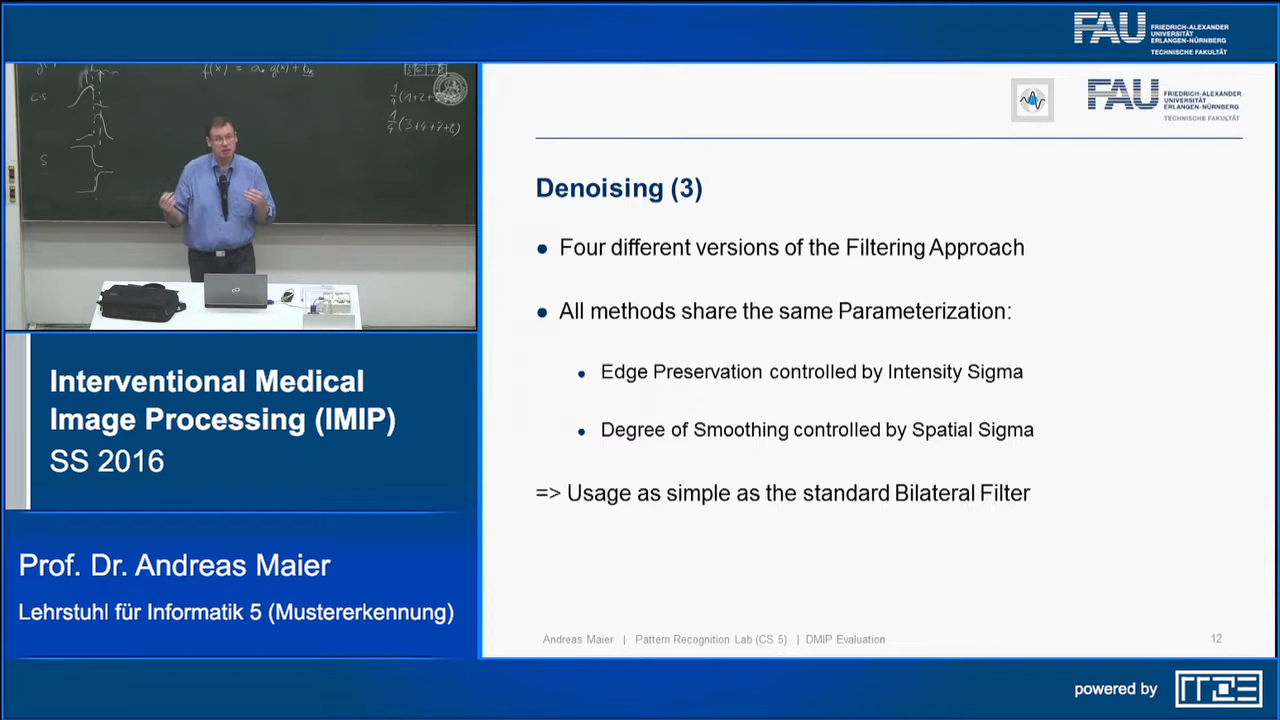 FAU FRIEDRICH-ALEXANDER
UNIVERSITÄT
ERLANGEN-NÜRNBERG
TECHNISCHE FAKULTÄT
FAU FRIEDRICH-ALEXANDER
UNIVERSITÄT
ERLANGEN-NÜRNBERG
TECHNISCHE FAKULTÄT
Denoising (3)
• Four different versions of the Filtering Approach
• All methods share the same Parameterization:
• Edge Preservation controlled by Intensity Sigma
• Degree of Smoothing controlled by Spatial Sigma
=> Usage as simple as the standard Bilateral Filter
Andreas Maier | Pattern Recognition Lab (CS 5) | DMIP Evaluation
12
Interventional Medical
Image Processing (IMIP)
SS 2016
Prof. Dr. Andreas Maier
Lehrstuhl für Informatik 5 (Mustererkennung)
powered by